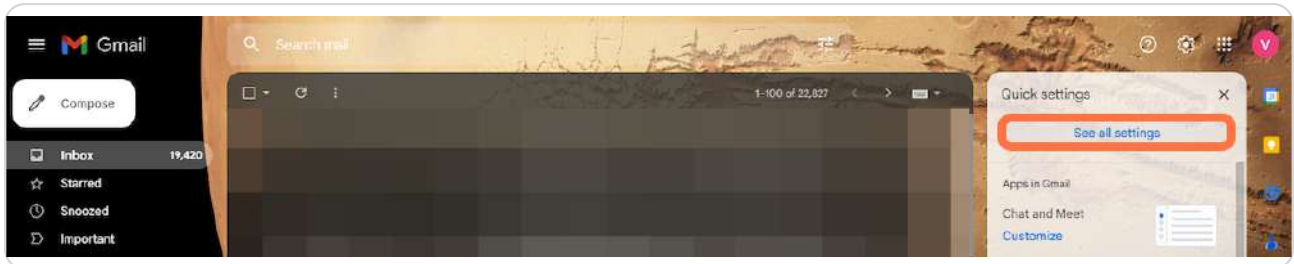 Gmail
Search mail
Compose
1-100 of 22,827
Quick settings
See all settings
Inbox 19,420
Starred
Snoozed
Important
Apps in Gmail
Chat and Meet
Customize
V